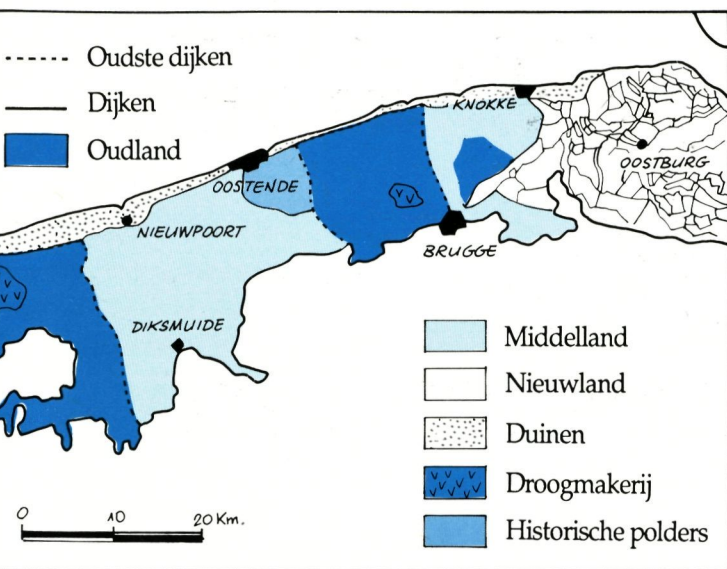 Oudste dijken
Dijken
Oudland
KNOKKE
OOSTBURG
OOSTENDE
NIEUWPOORT
BRUGGE
DIKSMUIDE
Middelland
Nieuwland
Duinen
Droogmakerij
Historische polders
0 10 20 Km.